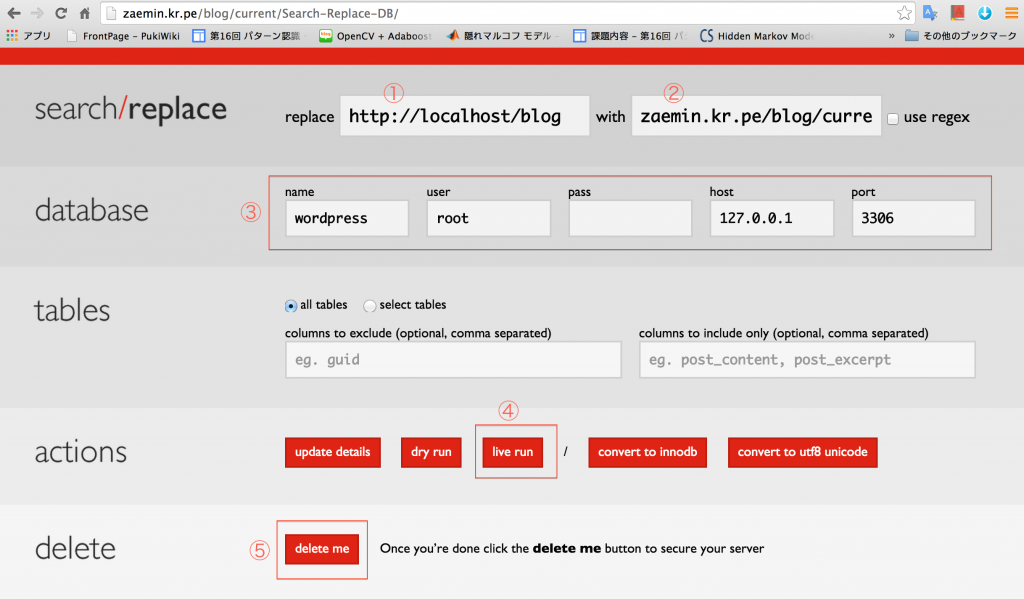 zaemin.kr.pe/blog/current/Search-Replace-DB/
アプリ FrontPage - PukiWiki 第16回 パターン認識 OpenCV + Adaboost 隠れマルコフ モデル - 課題内容 - 第16回 パ Hidden Markov Mode » その他のブックマーク
① ②
search/replace replace http://localhost/blog with zaemin.kr.pe/blog/curre use regex
name user pass host port
database ③ wordpress root 127.0.0.1 3306
tables all tables select tables
columns to exclude (optional, comma separated) columns to include only (optional, comma separated)
eg. guid eg. post_content, post_excerpt
④
actions update details dry run live run / convert to innodb convert to utf8 unicode
delete ⑤ delete me Once you're done click the delete me button to secure your server